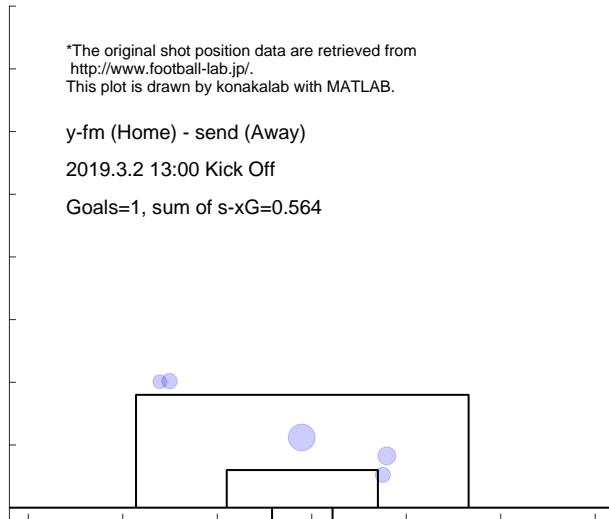 *The original shot position data are retrieved from
http://www.football-lab.jp/.
This plot is drawn by konakalab with MATLAB.
y-fm (Home) - send (Away)
2019.3.2 13:00 Kick Off
Goals=1, sum of s-xG=0.564